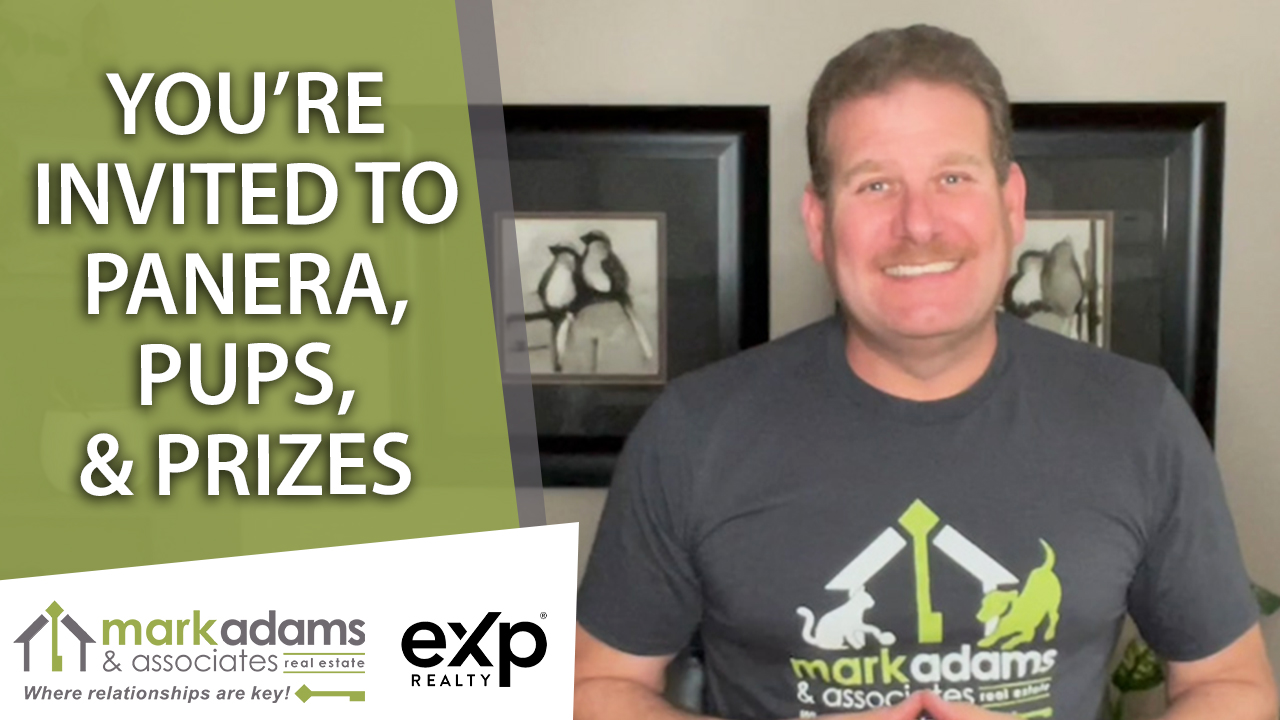 YOU'RE
INVITED TO
PANERA,
PUPS,
& PRIZES
markadams
& associates real estate
Where relationships are key!
eXp®
REALTY
markadams
& associates real estate